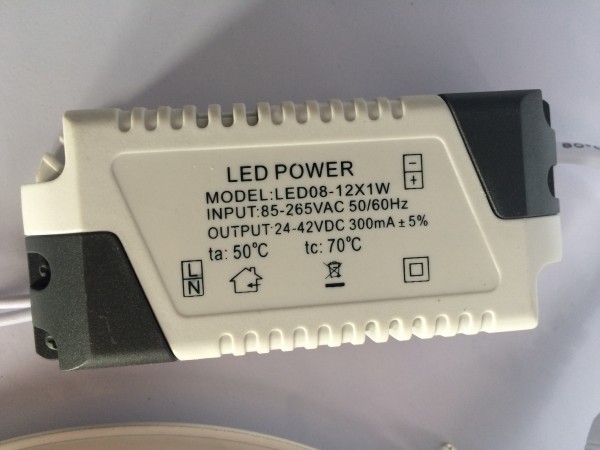 LED POWER
MODEL:LED08-12X1W
INPUT:85-265VAC 50/60Hz
OUTPUT:24-42VDC 300mA ± 5%
ta: 50℃ tc: 70℃
−
+
L
N